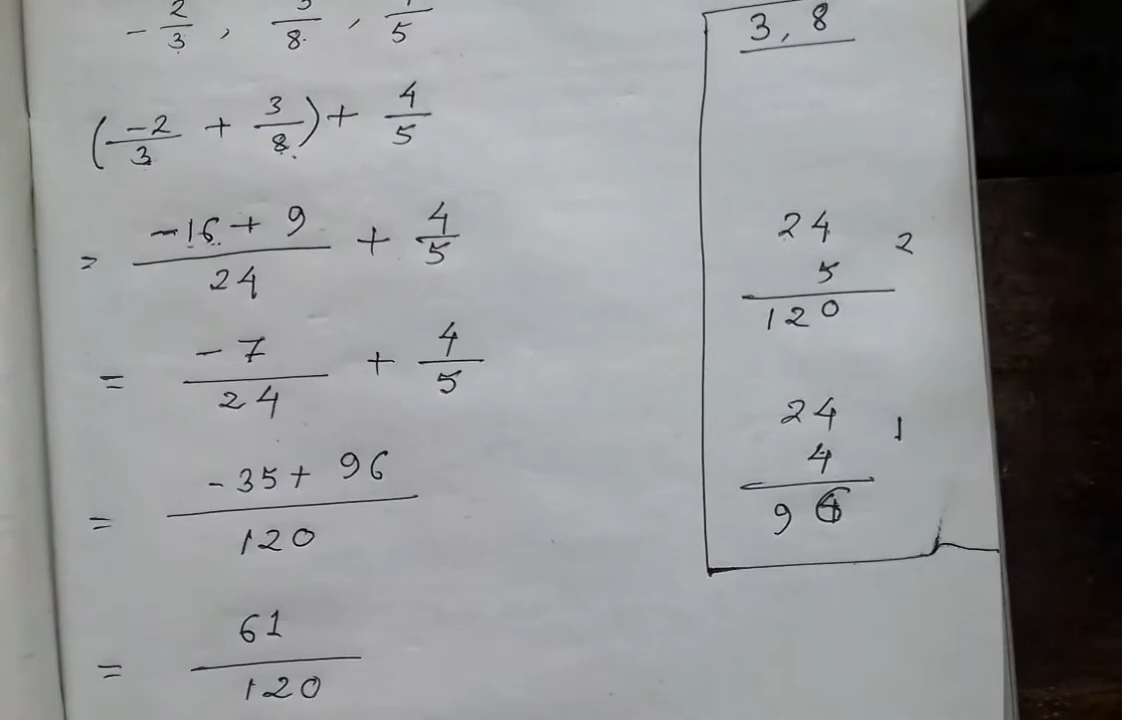 -2/3, 3/8, 4/5
(-2/3 + 3/8) + 4/5
= -16 + 9/24 + 4/5
= -7/24 + 4/5
= -35 + 96/120
= 61/120
3, 8
24 2
5
120
24 1
4
96